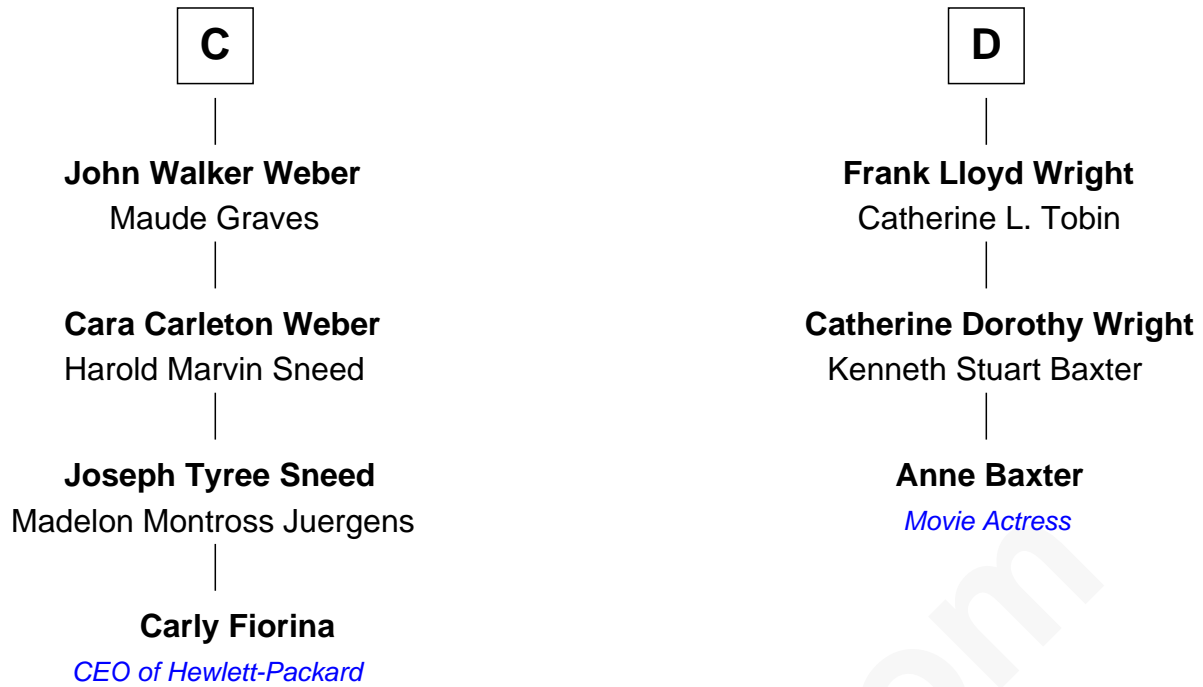 C
John Walker Weber
Maude Graves
Cara Carleton Weber
Harold Marvin Sneed
Joseph Tyree Sneed
Madelon Montross Juergens
Carly Fiorina
CEO of Hewlett-Packard
D
Frank Lloyd Wright
Catherine L. Tobin
Catherine Dorothy Wright
Kenneth Stuart Baxter
Anne Baxter
Movie Actress
om